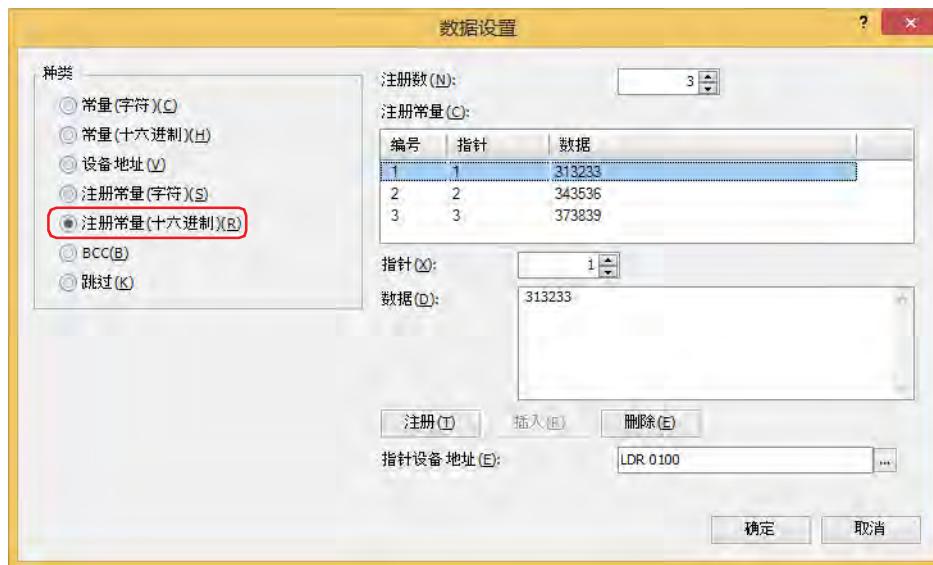 数据设置
?
×
种类
常量(字符)(C)
常量(十六进制)(H)
设备地址(V)
注册常量(字符)(S)
注册常量(十六进制)(R)
BCC(B)
跳过(K)
注册数(N):
3
注册常量(C):
编号 指针 数据
1 1 313233
2 2 343536
3 3 373839
指针(X):
1
数据(D):
313233
注册(T) 插入(R) 删除(E)
指针设备地址(E):
LDR 0100
...
确定 取消